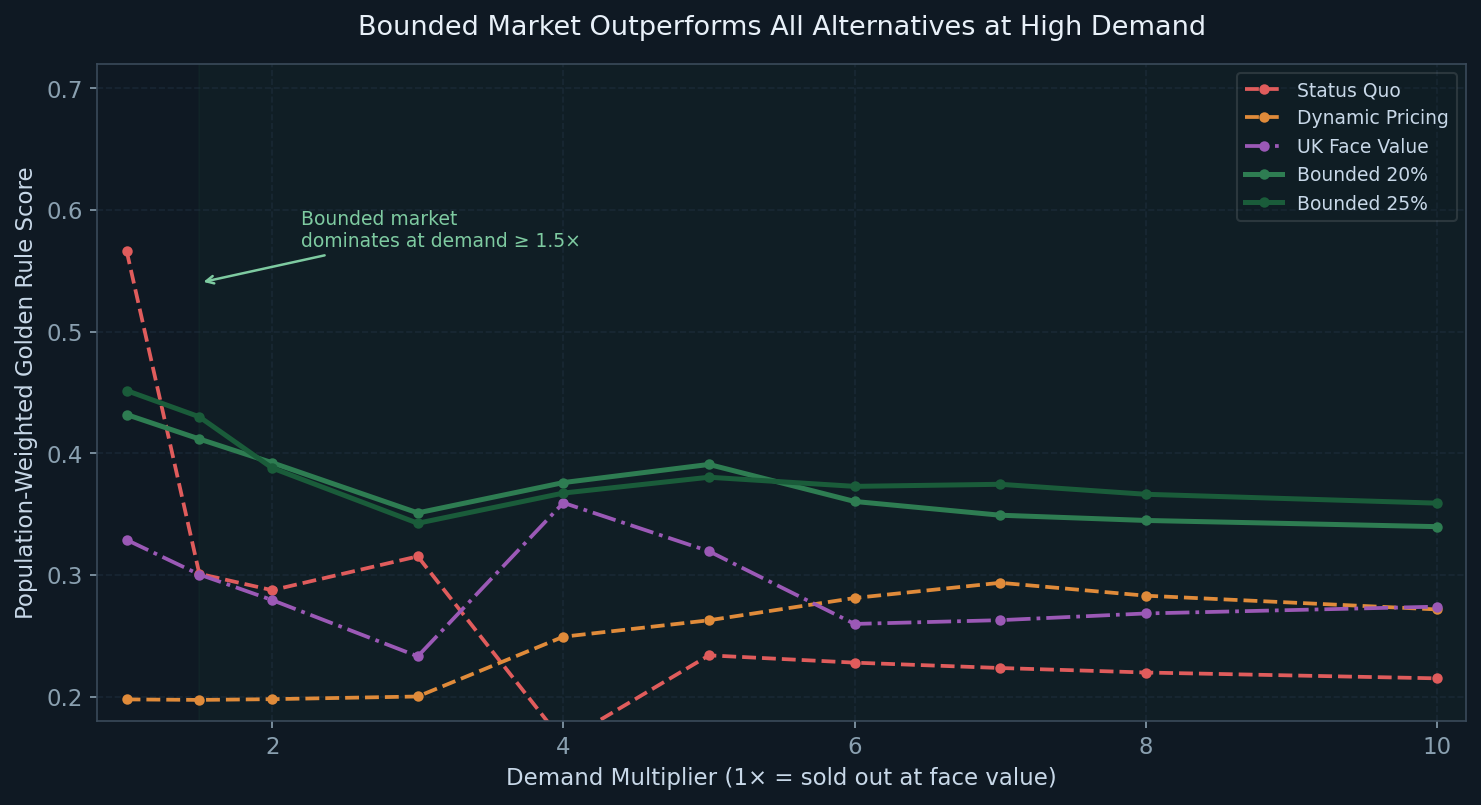 Bounded Market Outperforms All Alternatives at High Demand
Population-Weighted Golden Rule Score
0.7
0.6
0.5
0.4
0.3
0.2
Bounded market
dominates at demand ≥ 1.5×
Status Quo
Dynamic Pricing
UK Face Value
Bounded 20%
Bounded 25%
2
4
6
8
10
Demand Multiplier (1× = sold out at face value)